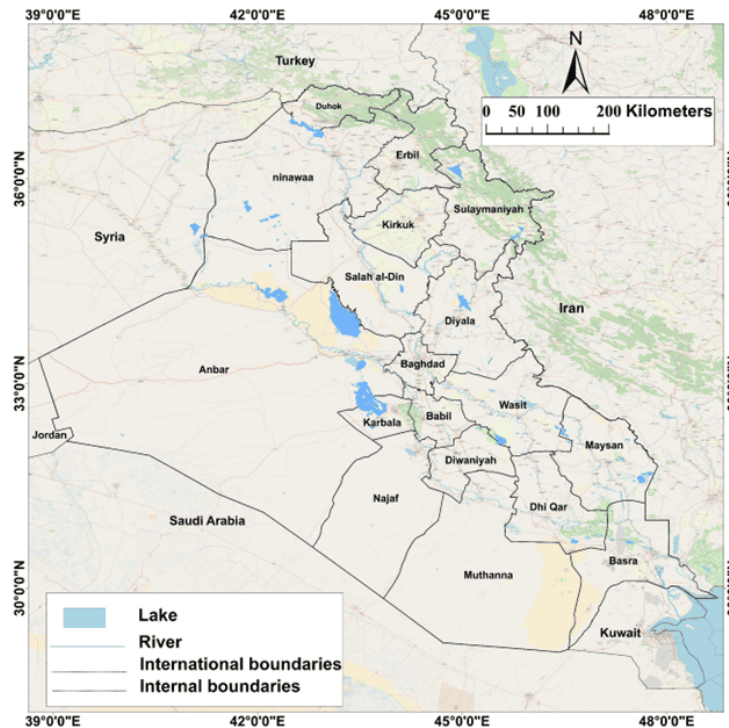 39°0'0"E 42°0'0"E 45°0'0"E 48°0'0"E
Turkey
N
0 50 100 200 Kilometers
Duhok
Erbil
36°0'0"N
ninawaa
Sulaymaniyah
Kirkuk
Syria
Salah al-Din
Iran
Diyala
Anbar
Baghdad
33°0'0"N
Wasit
Karbala
Babil
Jordan
Maysan
Diwaniyah
Najaf
Dhi Qar
Saudi Arabia
Basra
Muthanna
30°0'0"N
Kuwait
Lake
River
International boundaries
Internal boundaries
39°0'0"E 42°0'0"E 45°0'0"E 48°0'0"E